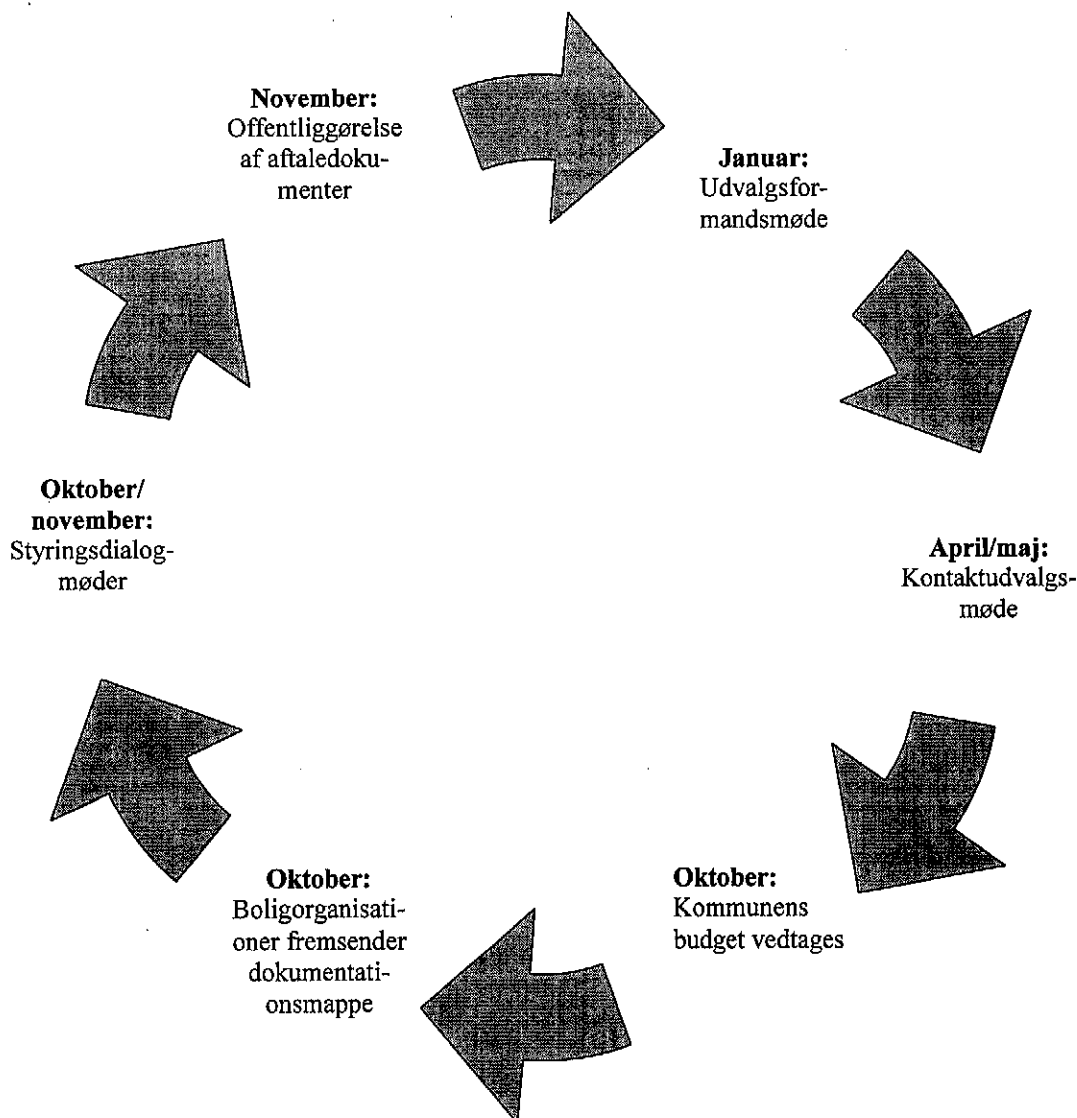 November:
Offentliggørelse
af aftaledoku-
menter
Januar:
Udvalgsfor-
mandsmøde
April/maj:
Kontaktudvalgs-
møde
Oktober:
Kommunens
budget vedtages
Oktober:
Boligorganisati-
oner fremsender
dokumentati-
onsmappe
Oktober/
november:
Styringsdialog-
møder